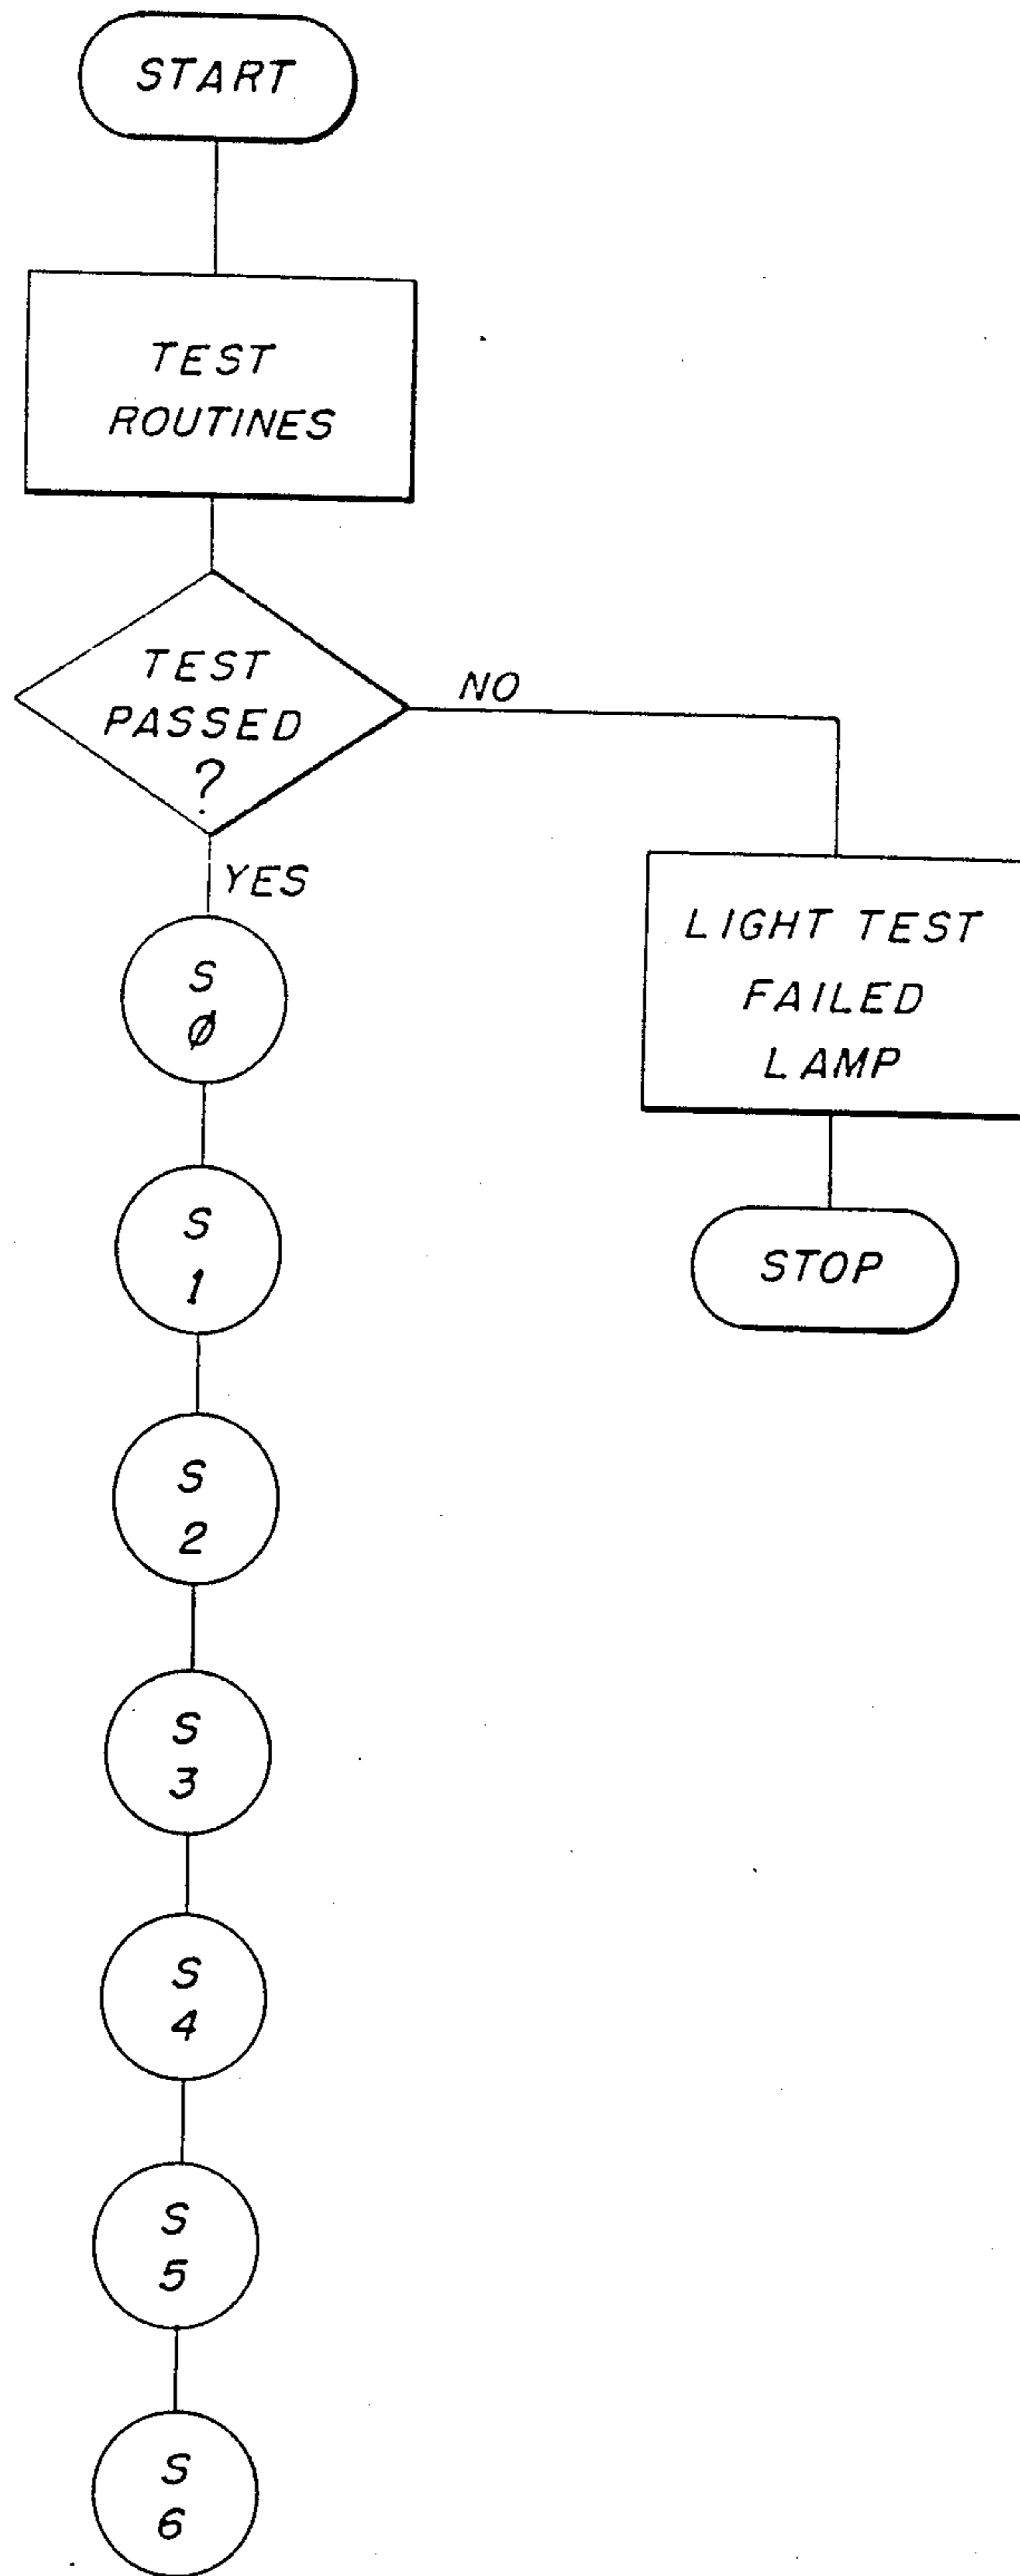 START
TEST
ROUTINES
TEST
PASSED
?
NO
YES
LIGHT TEST
FAILED
LAMP
STOP
S
Ø
S
1
S
2
S
3
S
4
S
5
S
6